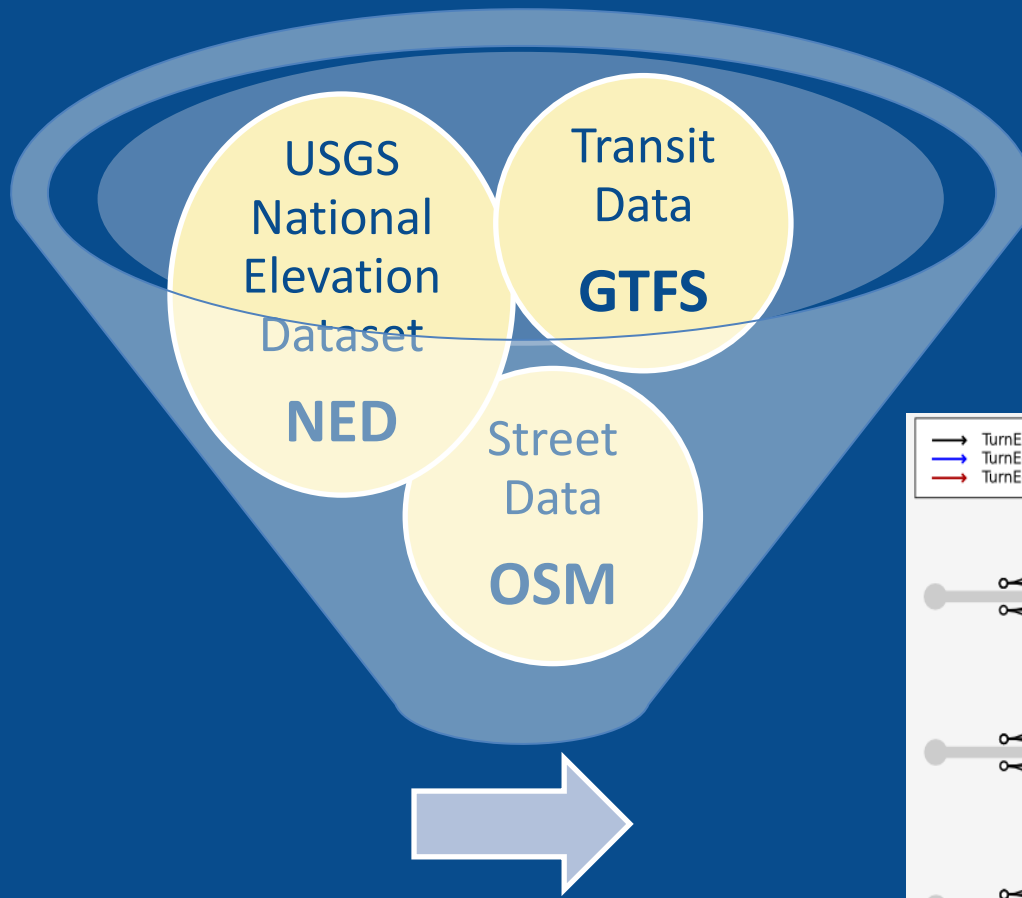 USGS
National
Elevation
Dataset
NED
Transit
Data
GTFS
Street
Data
OSM